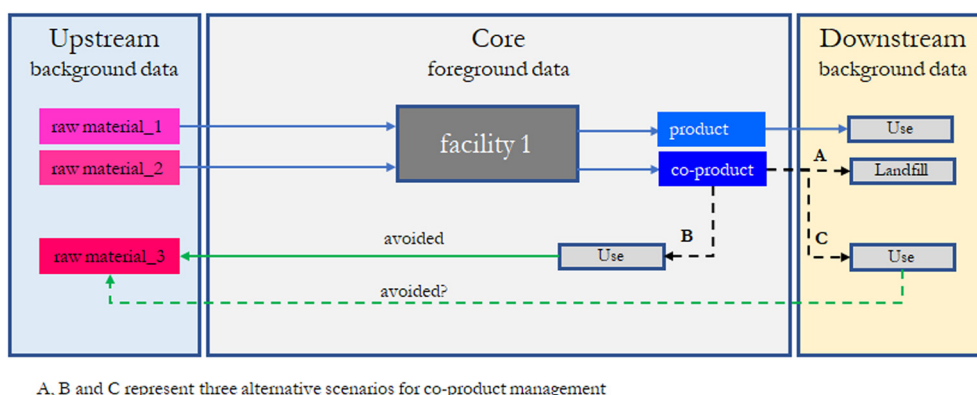 Upstream
background data
Core
foreground data
Downstream
background data
raw material_1
raw material_2
facility 1
product
co-product
Use
A
Landfill
B
C
raw material_3
avoided
Use
Use
avoided?
A, B and C represent three alternative scenarios for co-product management